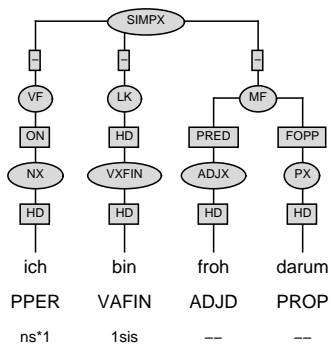 SIMPX
– – –
VF LK MF
ON HD PRED FOPP
NX VXFIN ADJX PX
HD HD HD HD
ich bin froh darum
PPER VAFIN ADJD PROP
ns*1 1sis –– ––